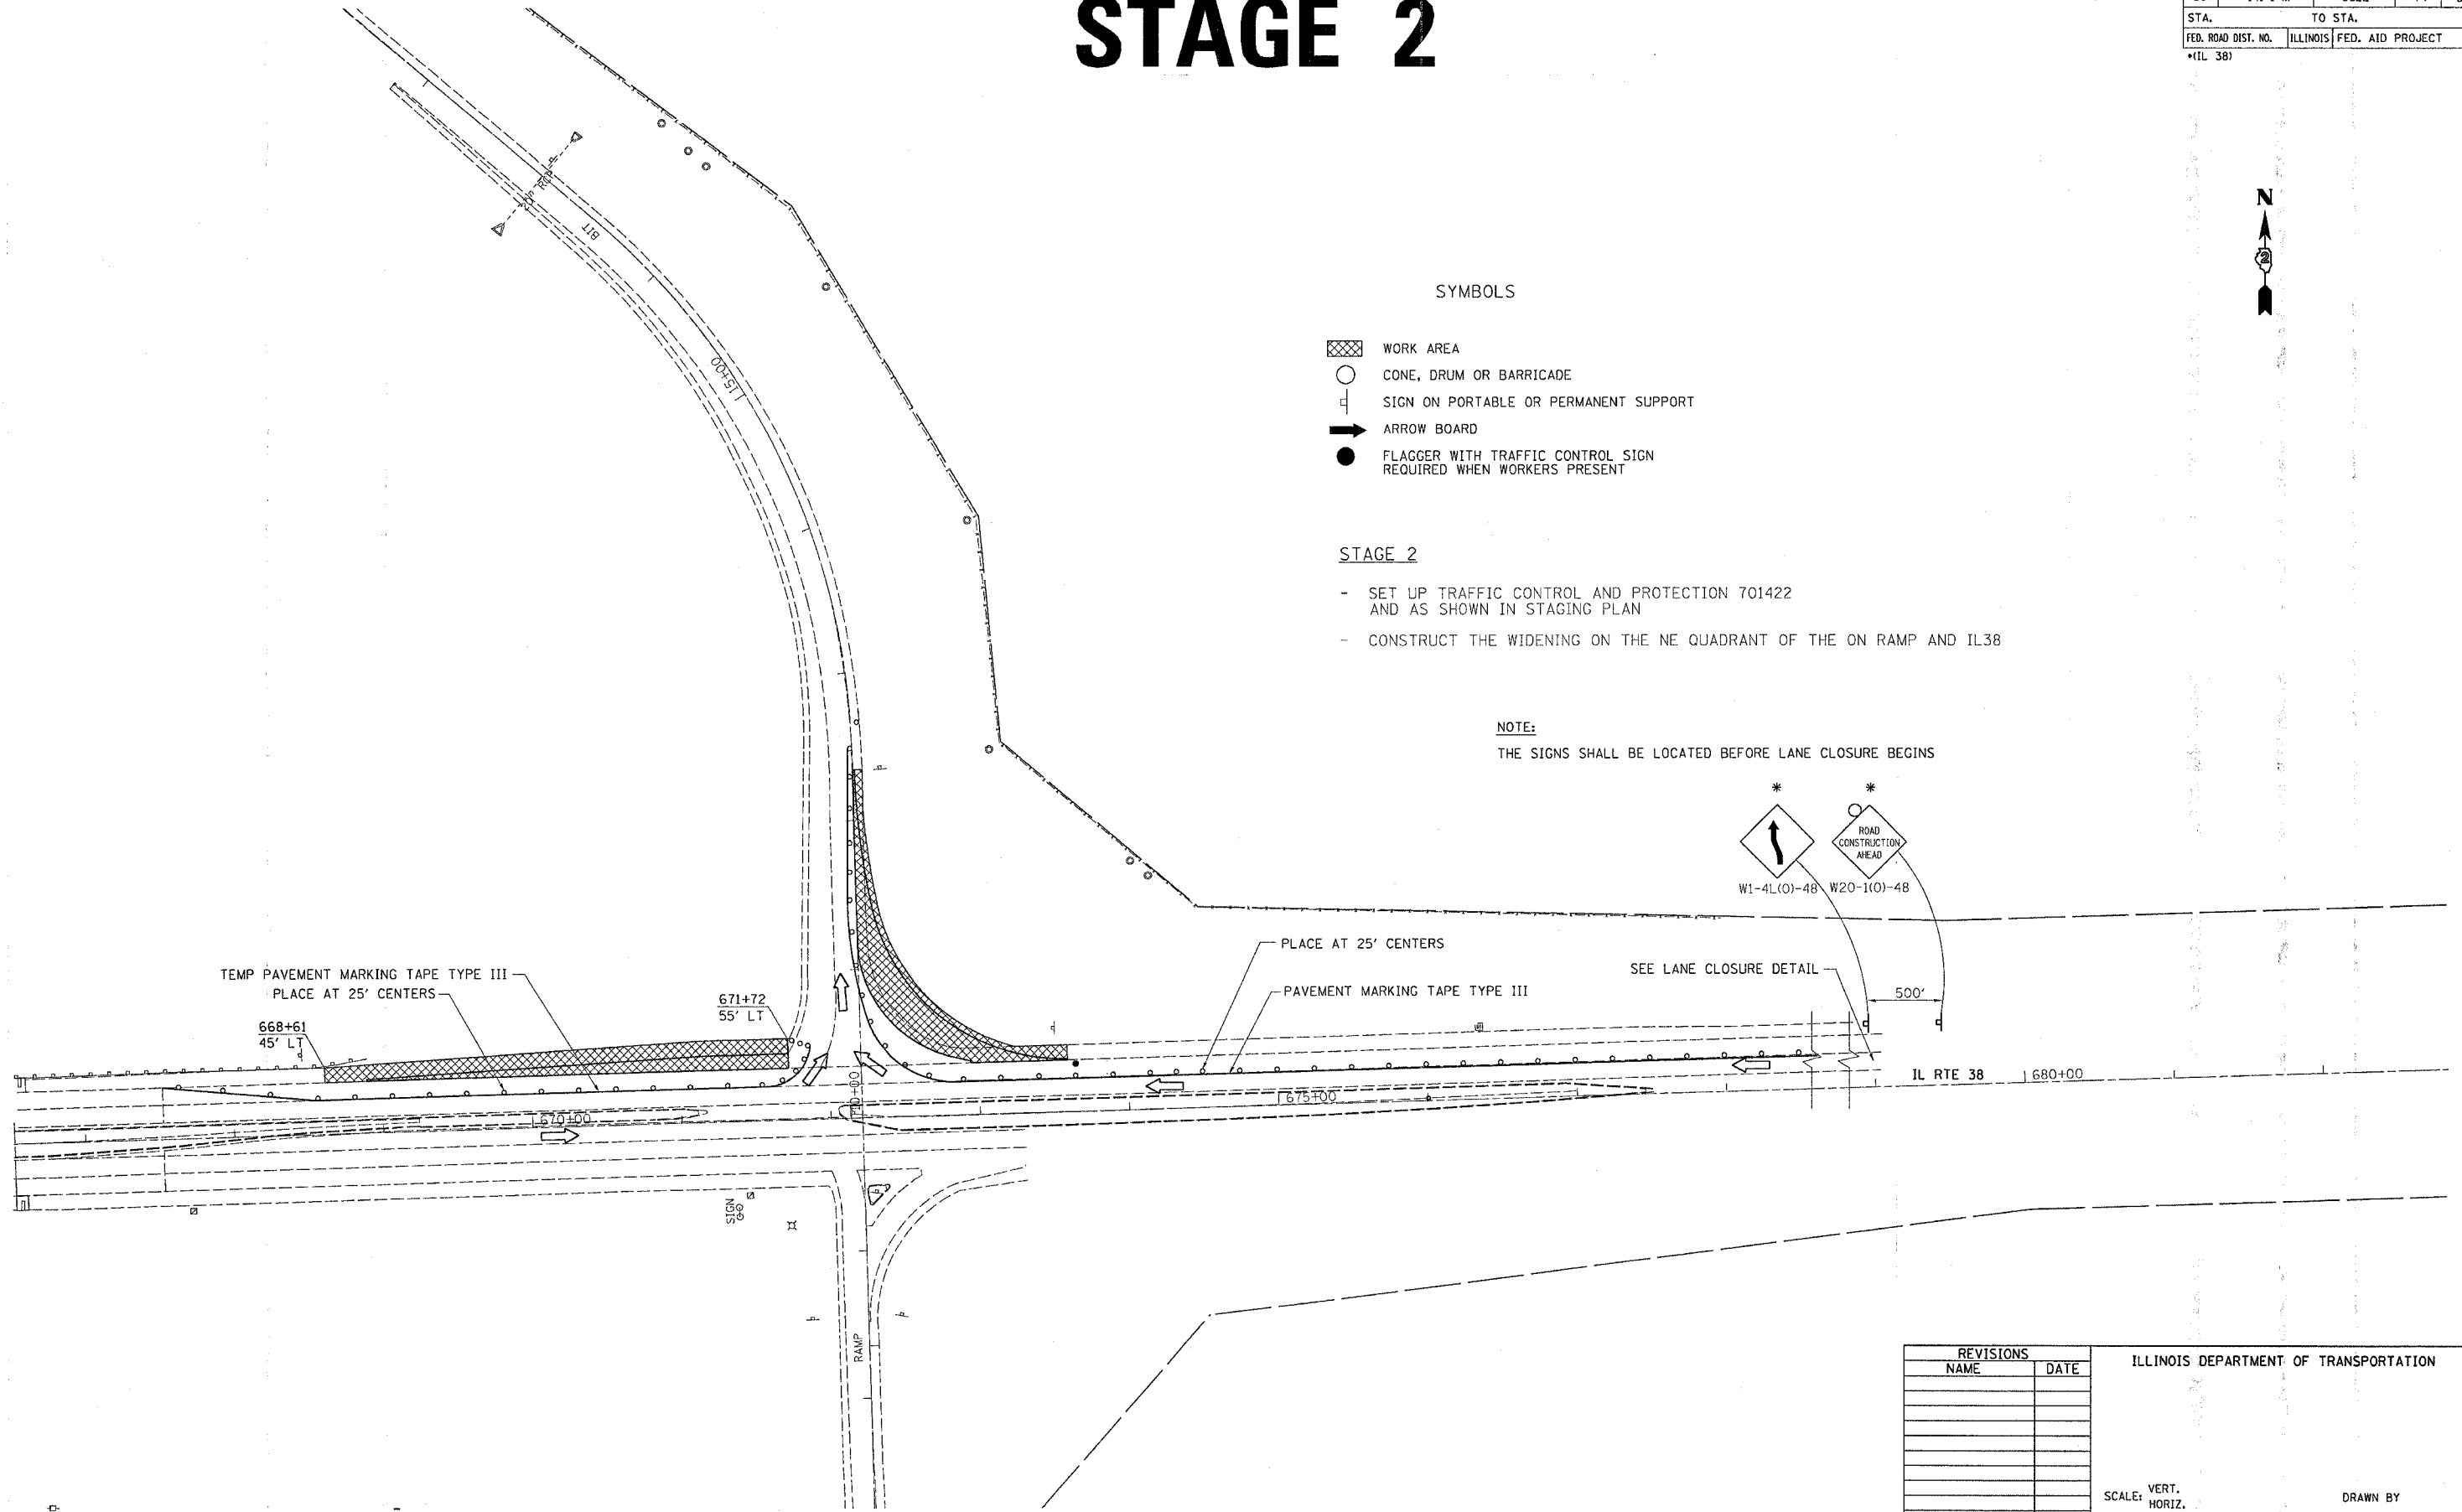 STAGE 2
STA. TO STA.
FED. ROAD DIST. NO. ILLINOIS FED. AID PROJECT
*(IL 38)
N
2
RCP
BIT
15+00
SYMBOLS
WORK AREA
CONE, DRUM OR BARRICADE
SIGN ON PORTABLE OR PERMANENT SUPPORT
ARROW BOARD
FLAGGER WITH TRAFFIC CONTROL SIGN
REQUIRED WHEN WORKERS PRESENT
STAGE 2
- SET UP TRAFFIC CONTROL AND PROTECTION 701422
AND AS SHOWN IN STAGING PLAN
- CONSTRUCT THE WIDENING ON THE NE QUADRANT OF THE ON RAMP AND IL38
NOTE:
THE SIGNS SHALL BE LOCATED BEFORE LANE CLOSURE BEGINS
* *
ROAD
CONSTRUCTION
AHEAD
W1-4L(O)-48 W20-1(O)-48
PLACE AT 25' CENTERS
PAVEMENT MARKING TAPE TYPE III
SEE LANE CLOSURE DETAIL
500'
TEMP PAVEMENT MARKING TAPE TYPE III
PLACE AT 25' CENTERS
671+72
55' LT
668+61
45' LT
IL RTE 38 680+00
675+00
670+00
10+00
SIGN
RAMP
REVISIONS
NAME DATE
ILLINOIS DEPARTMENT OF TRANSPORTATION
SCALE: VERT.
HORIZ.
DRAWN BY